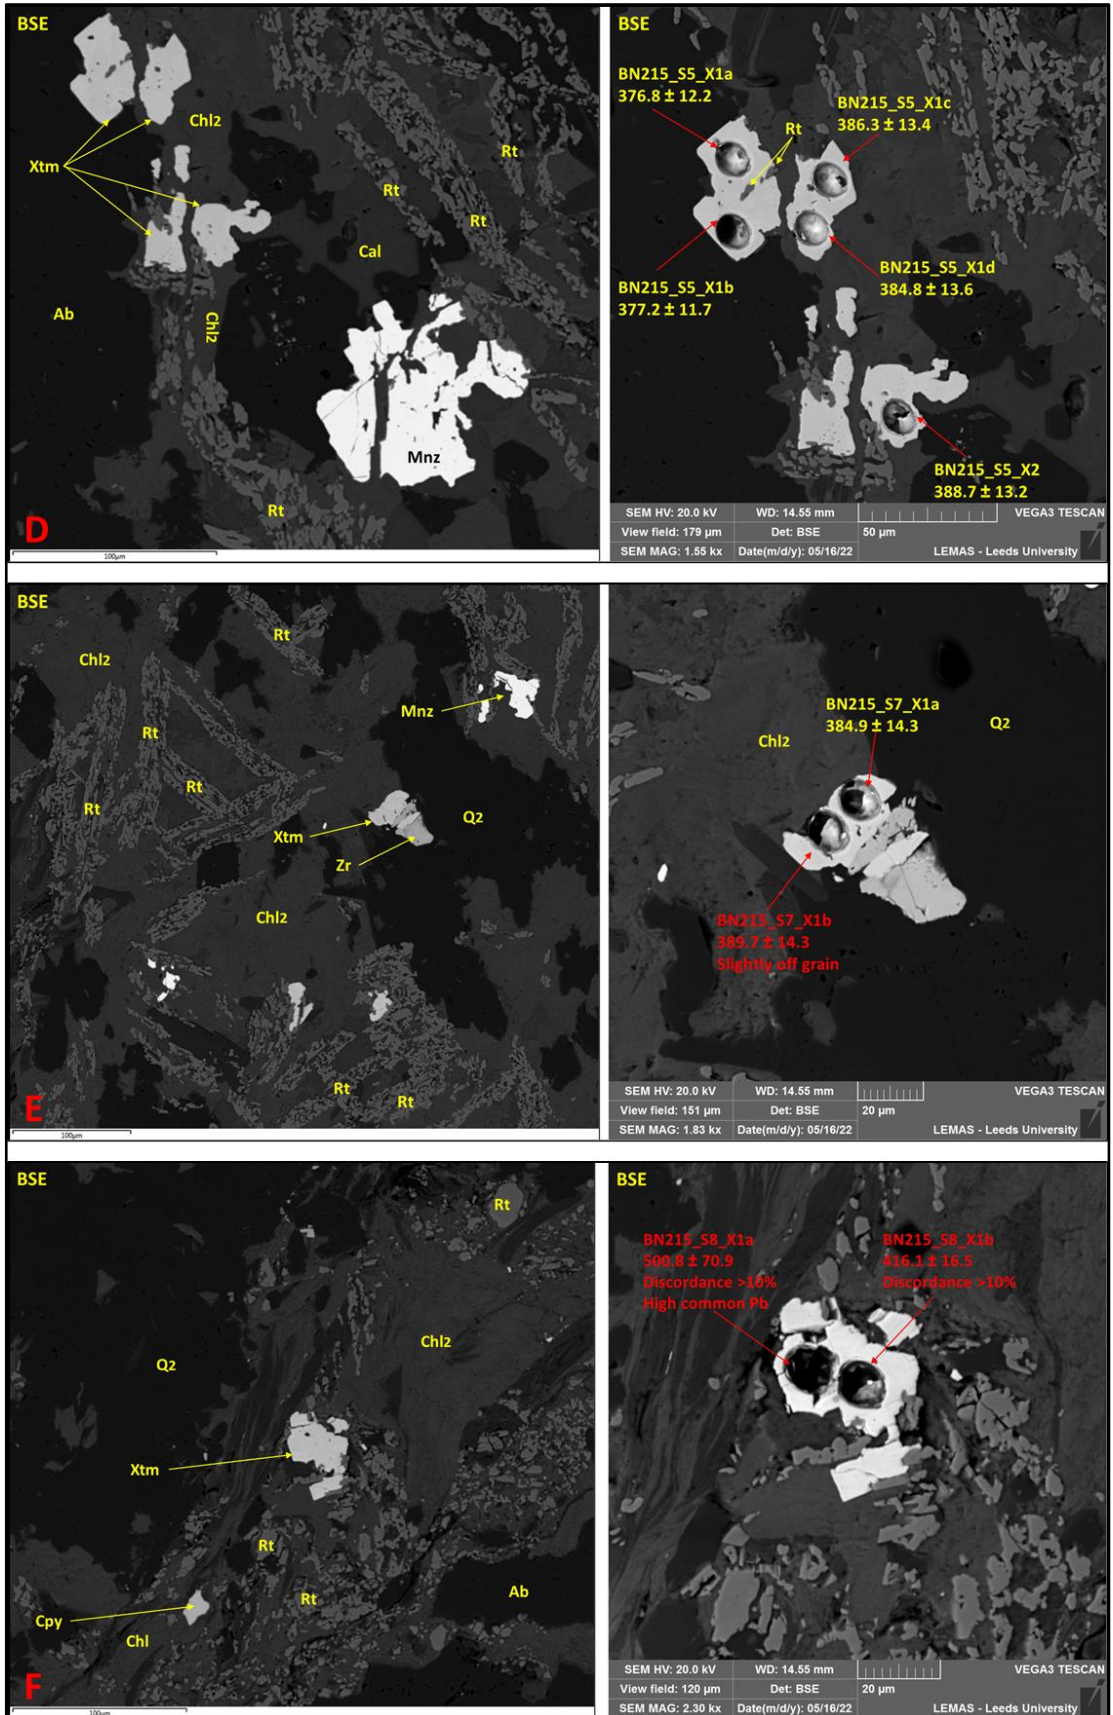 BSE
Chl2
Xtm
Rt
Rt
Rt
Cal
Ab
Chl2
Mnz
Rt
D
100µm
BSE
BN215_S5_X1a
376.8 ± 12.2
BN215_S5_X1c
386.3 ± 13.4
Rt
BN215_S5_X1b
377.2 ± 11.7
BN215_S5_X1d
384.8 ± 13.6
BN215_S5_X2
388.7 ± 13.2
SEM HV: 20.0 kV WD: 14.55 mm VEGA3 TESCAN
View field: 179 µm Det: BSE 50 µm
SEM MAG: 1.55 kx Date(m/d/y): 05/16/22 LEMAS - Leeds University
BSE
Rt
Chl2
Mnz
Rt
Rt
Rt
Xtm
Q2
Zr
Chl2
Rt
Rt
E
100µm
BN215_S7_X1a
384.9 ± 14.3
Chl2
Q2
BN215_S7_X1b
389.7 ± 14.3
Slightly off grain
SEM HV: 20.0 kV WD: 14.55 mm VEGA3 TESCAN
View field: 151 µm Det: BSE 20 µm
SEM MAG: 1.83 kx Date(m/d/y): 05/16/22 LEMAS - Leeds University
BSE
Rt
Chl2
Q2
Xtm
Rt
Rt
Ab
Cpy
Chl
F
100µm
BSE
BN215_S8_X1a
500.8 ± 70.9
Discordance >10%
High common Pb
BN215_S8_X1b
416.1 ± 16.5
Discordance >10%
SEM HV: 20.0 kV WD: 14.55 mm VEGA3 TESCAN
View field: 120 µm Det: BSE 20 µm
SEM MAG: 2.30 kx Date(m/d/y): 05/16/22 LEMAS - Leeds University